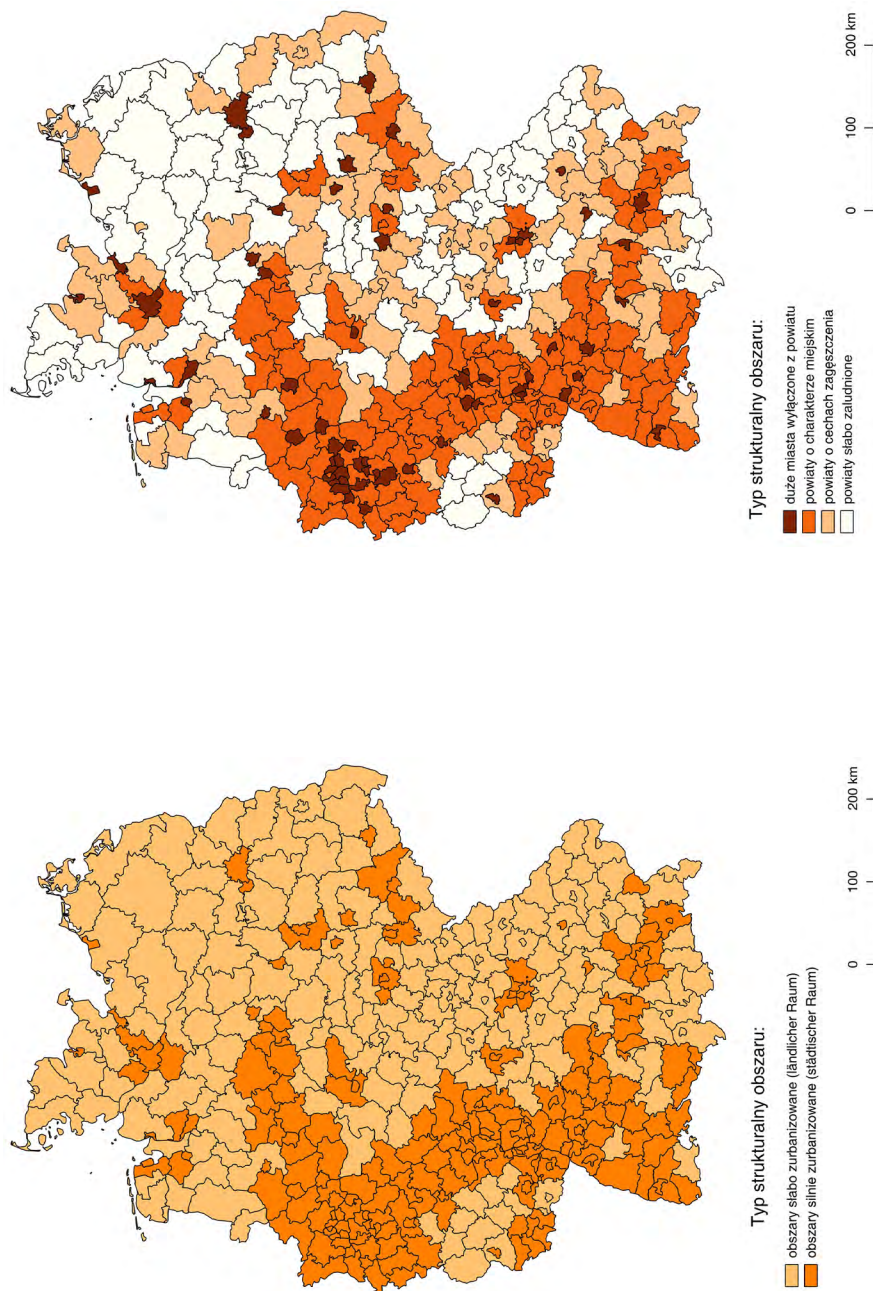 Typ strukturalny obszaru:
obszary słabo zurbanizowane (ländlicher Raum)
obszary silnie zurbanizowane (städtischer Raum)
0 100 200 km
Typ strukturalny obszaru:
duże miasta wyłączone z powiatu
powiaty o charakterze miejskim
powiaty o cechach zagęszczenia
powiaty słabo zaludnione
0 100 200 km